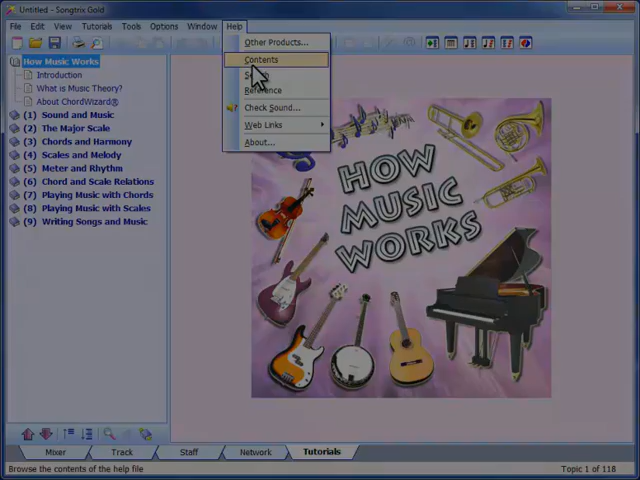 Untitled - Songtrix Gold
File Edit View Tutorials Tools Options Window Help
Other Products...
Contents
Reference
Check Sound...
Web Links
About...
How Music Works
Introduction
What is Music Theory?
About ChordWizard®
(1) Sound and Music
(2) The Major Scale
(3) Chords and Harmony
(4) Scales and Melody
(5) Meter and Rhythm
(6) Chord and Scale Relations
(7) Playing Music with Chords
(8) Playing Music with Scales
(9) Writing Songs and Music
HOW
MUSIC
WORKS
Mixer Track Staff Network Tutorials
Browse the contents of the help file Topic 1 of 118